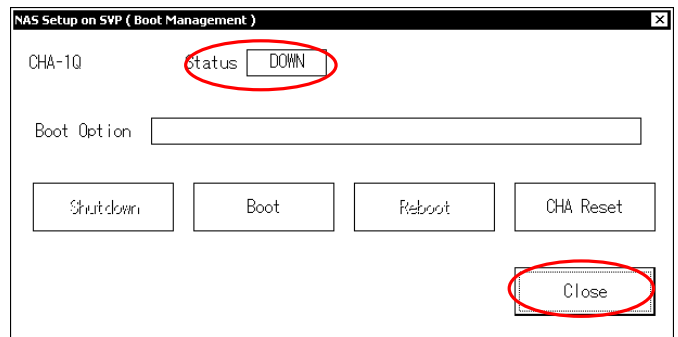 NAS Setup on SVP ( Boot Management )
CHA-1Q Status DOWN
Boot Option
Shutdown Boot Reboot CHA Reset
Close